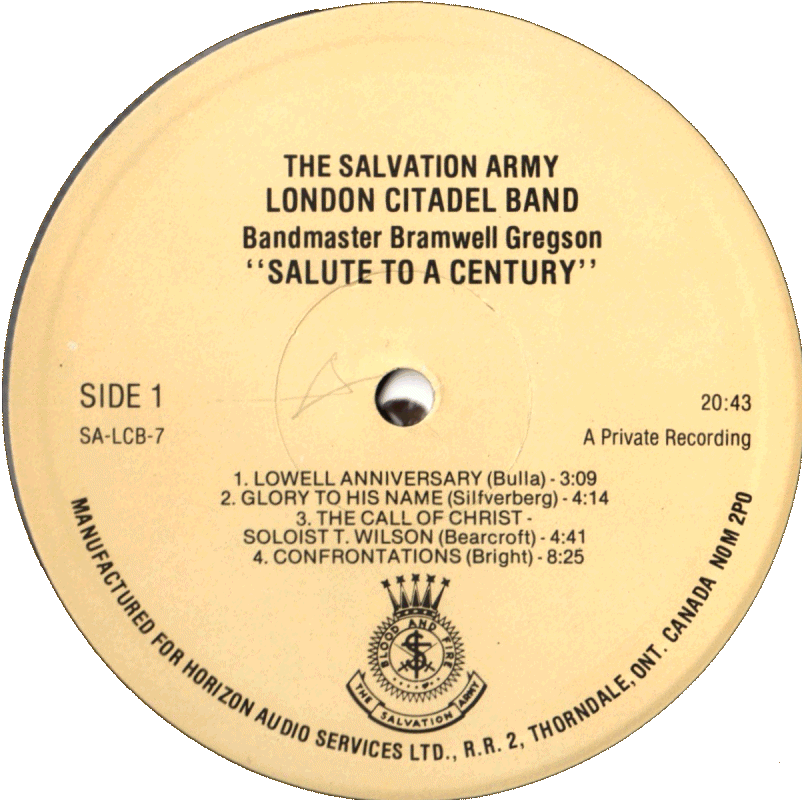 THE SALVATION ARMY
LONDON CITADEL BAND
Bandmaster Bramwell Gregson
‘‘SALUTE TO A CENTURY’’
SIDE 1
SA-LCB-7
20:43
A Private Recording
1. LOWELL ANNIVERSARY (Bulla) - 3:09
2. GLORY TO HIS NAME (Silfverberg) - 4:14
3. THE CALL OF CHRIST -
SOLOIST T. WILSON (Bearcroft) - 4:41
4. CONFRONTATIONS (Bright) - 8:25
BLOOD AND FIRE
S
THE SALVATION ARMY
MANUFACTURED FOR HORIZON AUDIO SERVICES LTD., R.R. 2, THORNDALE, ONT. CANADA N0M 2P0